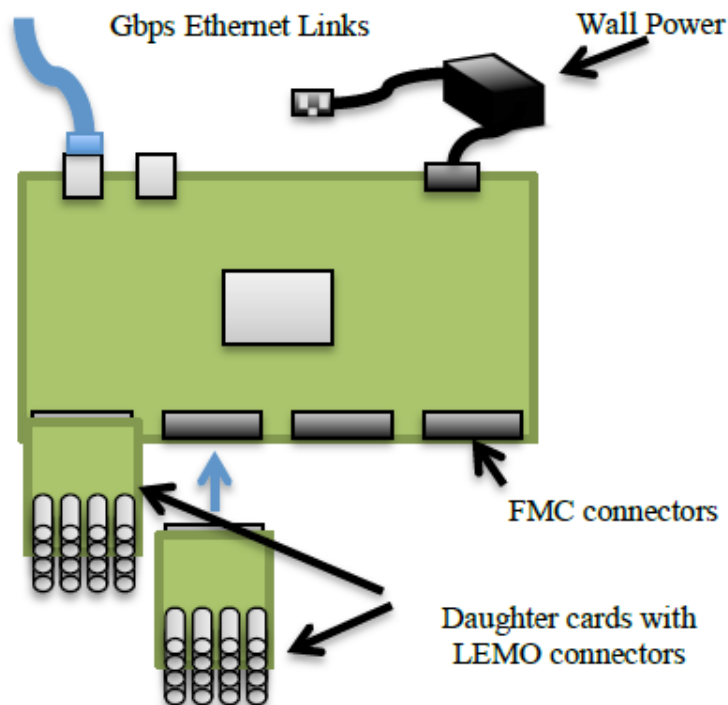 Gbps Ethernet Links
Wall Power
FMC connectors
Daughter cards with
LEMO connectors